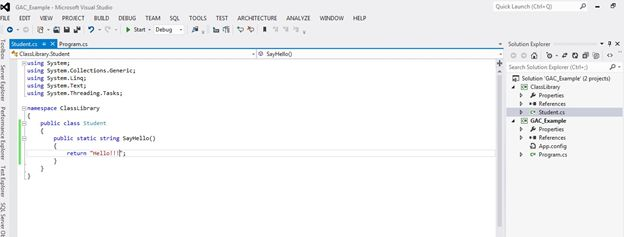 GAC_Example - Microsoft Visual Studio
Quick Launch (Ctrl+Q)
FILE EDIT VIEW PROJECT BUILD DEBUG TEAM SQL TOOLS TEST ARCHITECTURE ANALYZE WINDOW HELP
Start Debug
Student.cs Program.cs
ClassLibrary.Student SayHello()
using System;
using System.Collections.Generic;
using System.Linq;
using System.Text;
using System.Threading.Tasks;
namespace ClassLibrary
{
public class Student
{
public static string SayHello()
{
return "Hello!!!";
}
}
}
Toolbox
Server Explorer
Performance Explorer
Test Explorer
SQL Server Ob
Solution Explorer
Search Solution Explorer (Ctrl+;)
Solution 'GAC_Example' (2 projects)
ClassLibrary
Properties
References
Student.cs
GAC_Example
Properties
References
App.config
Program.cs